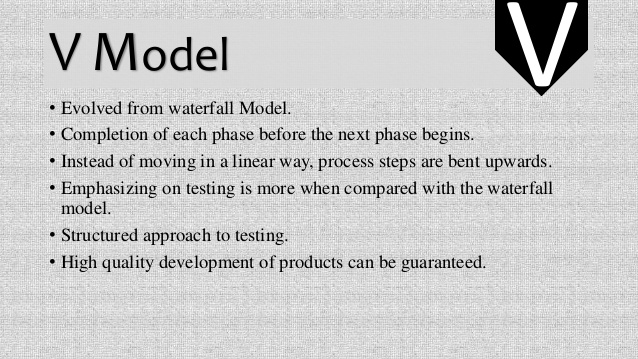 V Model
V
• Evolved from waterfall Model.
• Completion of each phase before the next phase begins.
• Instead of moving in a linear way, process steps are bent upwards.
• Emphasizing on testing is more when compared with the waterfall
model.
• Structured approach to testing.
• High quality development of products can be guaranteed.